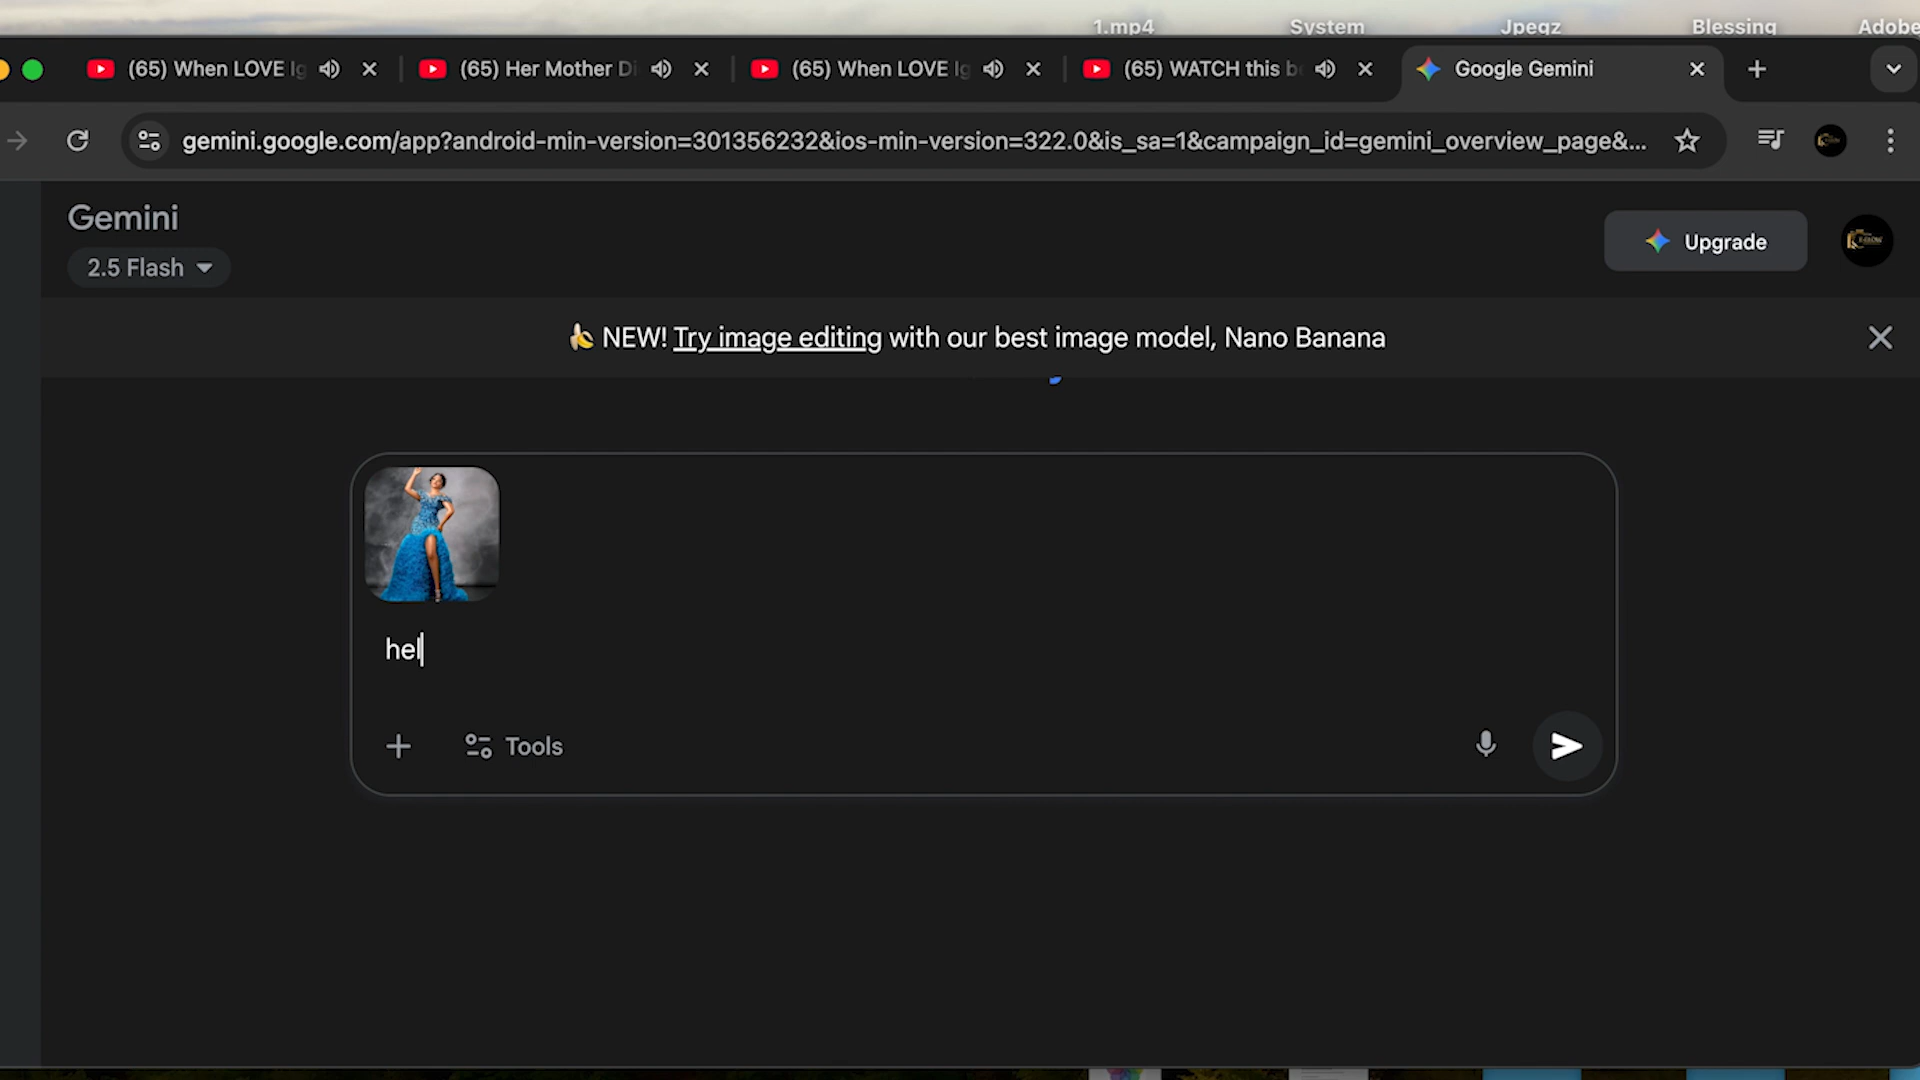 1.mp4 System Jpegz Blessing Adobe
(65) When LOVE Ig
(65) Her Mother Di
(65) When LOVE Ig
(65) WATCH this be
Google Gemini
gemini.google.com/app?android-min-version=301356232&ios-min-version=322.0&is_sa=1&campaign_id=gemini_overview_page&...
Gemini
2.5 Flash
Upgrade
NEW! Try image editing with our best image model, Nano Banana
hel
Tools